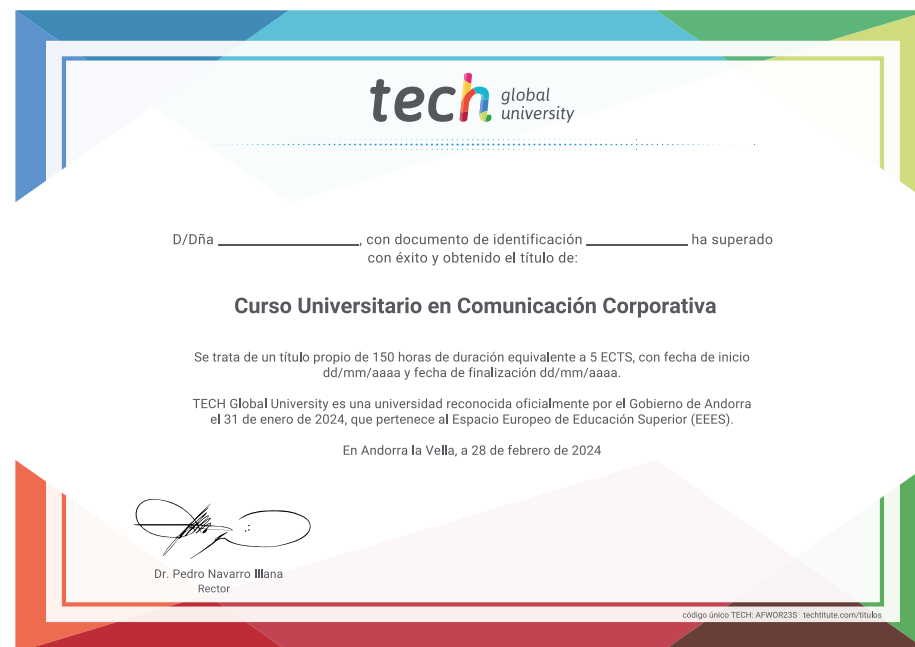 tech global
university
D/Dña ______________, con documento de identificación ______________ ha superado
con éxito y obtenido el título de:
Curso Universitario en Comunicación Corporativa
Se trata de un título propio de 150 horas de duración equivalente a 5 ECTS, con fecha de inicio
dd/mm/aaaa y fecha de finalización dd/mm/aaaa.
TECH Global University es una universidad reconocida oficialmente por el Gobierno de Andorra
el 31 de enero de 2024, que pertenece al Espacio Europeo de Educación Superior (EEES).
En Andorra la Vella, a 28 de febrero de 2024
Dr. Pedro Navarro Illana
Rector
código único TECH: AFWOR23S techtitute.com/titulos